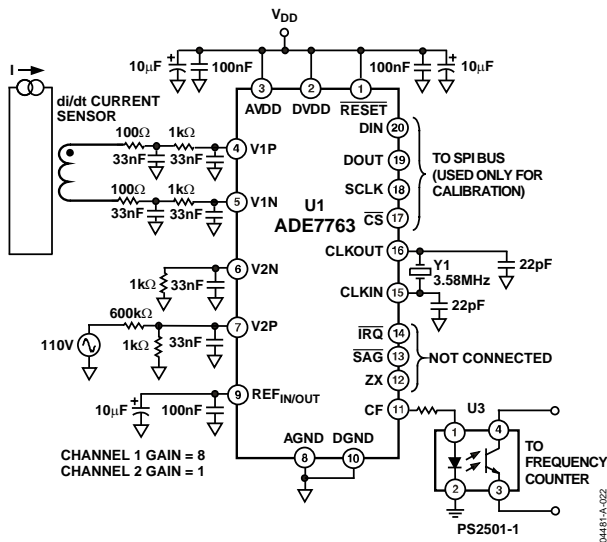 VDD
10µF
100nF
100nF
10µF
I
di/dt CURRENT
SENSOR
3
2
1
AVDD
DVDD
RESET
100Ω
1kΩ
33nF
33nF
4
V1P
100Ω
1kΩ
33nF
33nF
5
V1N
U1
ADE7763
DIN
20
DOUT
19
SCLK
18
CS
17
TO SPI BUS
(USED ONLY FOR
CALIBRATION)
6
V2N
1kΩ
33nF
600kΩ
7
V2P
110V
1kΩ
33nF
CLKOUT
16
Y1
3.58MHz
22pF
CLKIN
15
22pF
IRQ
14
SAG
13
ZX
12
NOT CONNECTED
9
REFIN/OUT
10µF
100nF
CF
11
AGND
DGND
8
10
CHANNEL 1 GAIN = 8
CHANNEL 2 GAIN = 1
U3
1
4
2
3
TO
FREQUENCY
COUNTER
PS2501-1
04481-A-022